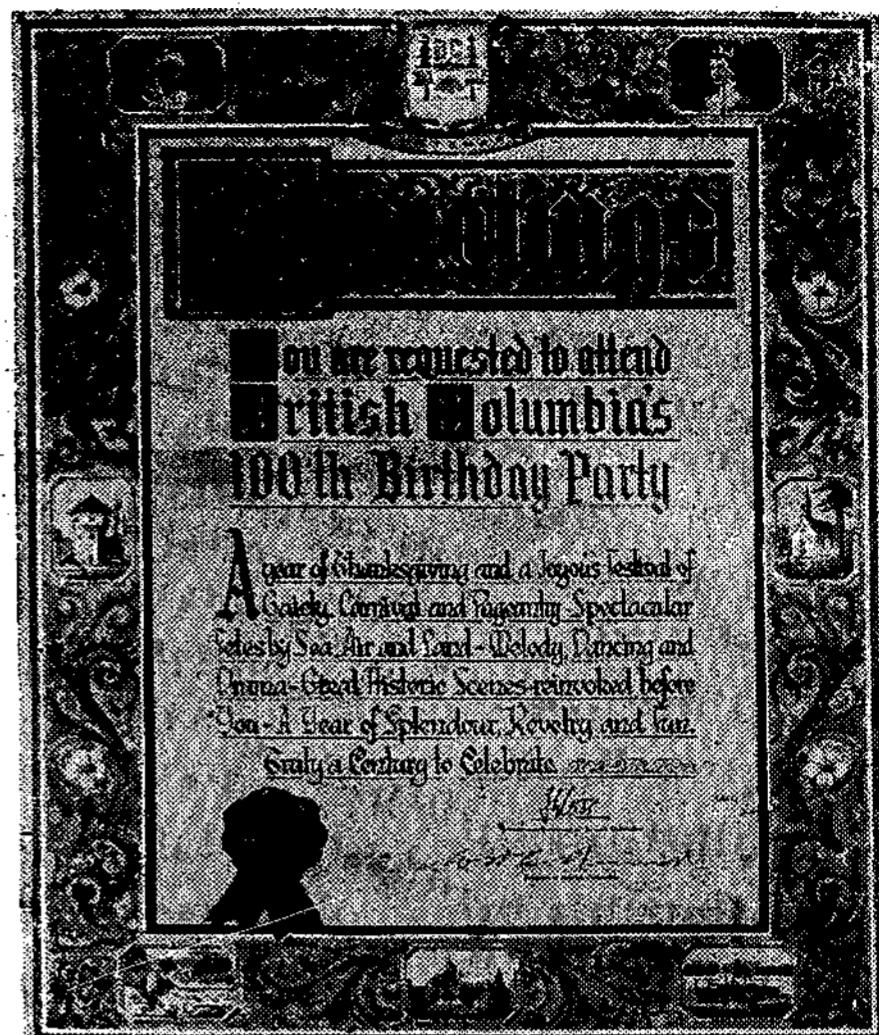 Greetings
You are requested to attend
British Columbia's
100th Birthday Party
A year of Thanksgiving and a Joyous Festival of
Gaiety, Carnival and Pageantry Spectacular
Fetes by Sea, Air and Land - Melody, Dancing and
Drama - Great Historic Scenes reinvoked before
You - A Year of Splendour, Revelry and Fun.
Truly a Century to Celebrate